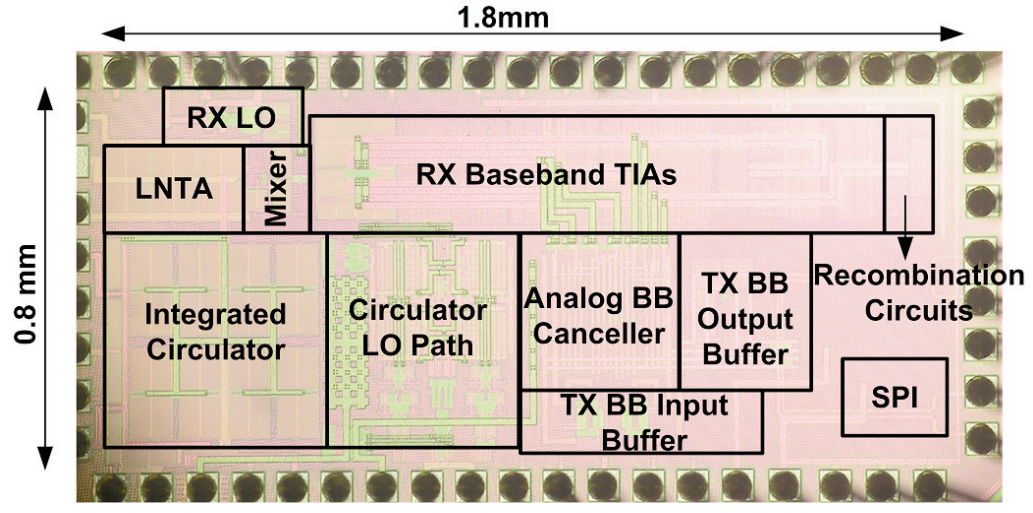 1.8mm
0.8 mm
RX LO
LNTA
Mixer
RX Baseband TIAs
Recombination
Circuits
Integrated
Circulator
Circulator
LO Path
Analog BB
Canceller
TX BB
Output
Buffer
TX BB Input
Buffer
SPI